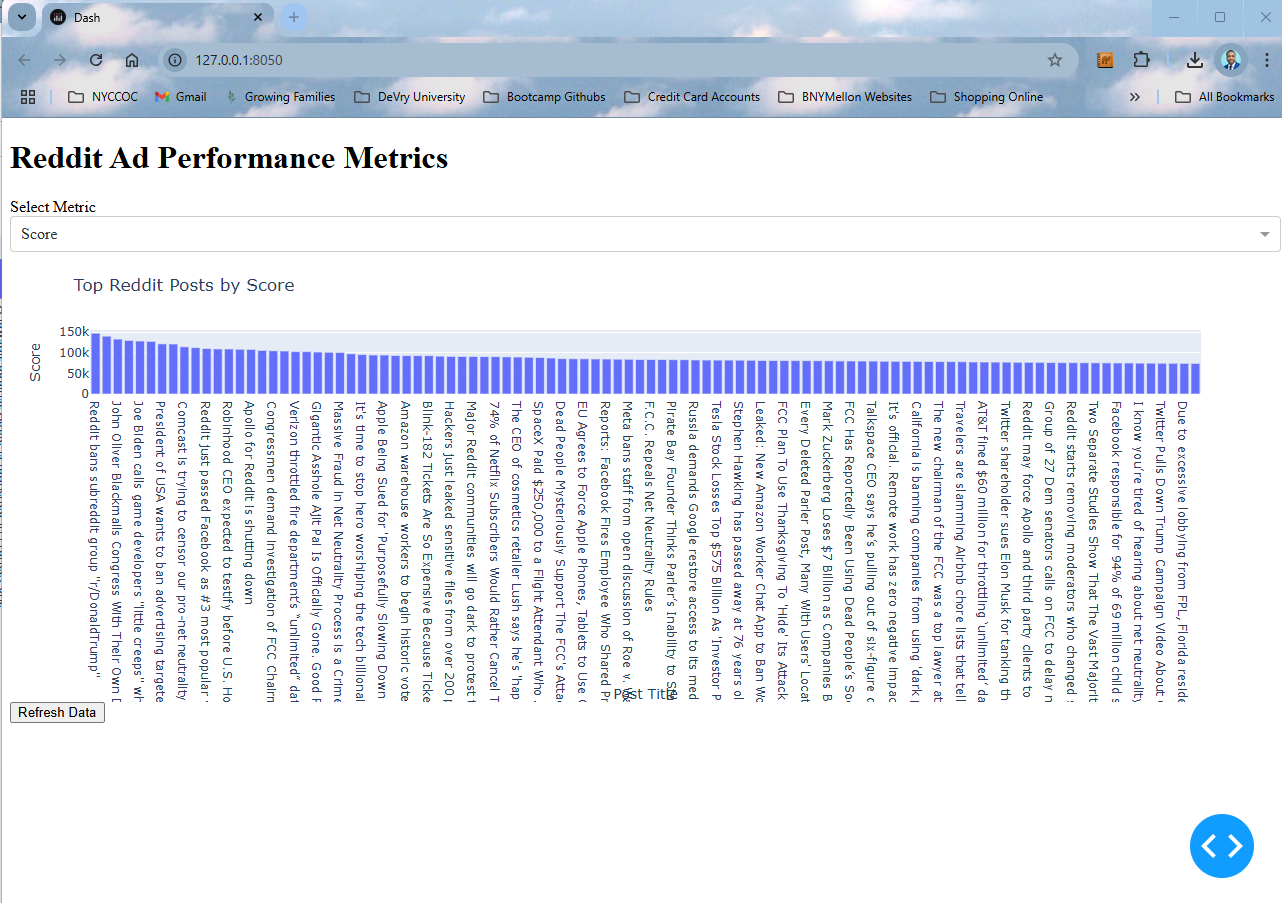 Dash
127.0.0.1:8050
NYCCOC
Gmail
Growing Families
DeVry University
Bootcamp Githubs
Credit Card Accounts
BNYMellon Websites
Shopping Online
»
All Bookmarks
Reddit Ad Performance Metrics
Select Metric
Score
Top Reddit Posts by Score
Score
150k
100k
50k
0
Reddit bans subreddit group "r/DonaldTrump"
John Oliver Blackmails Congress With Their Own
Joe Biden calls game developers "little creeps"
President of USA wants to ban advertising targete
Comcast is trying to censor our pro-net neutrality
Reddit just passed Facebook as #3 most popular
Robinhood CEO expected to testify before U.S. Ho
Apollo for Reddit is shutting down
Congressmen demand investigation of FCC Chairm
Verizon throttled fire department's “unlimited” dat
Gigantic Asshole Ajit Pai Is Officially Gone. Good
Massive Fraud in Net Neutrality Process is a Crime
It's time to stop hero worshiping the tech billional
Apple Being Sued for 'Purposefully Slowing Down
Amazon warehouse workers to begin historic vote
Blink-182 Tickets Are So Expensive Because Ticke
Hackers just leaked sensitive files from over 200
Major Reddit communities will go dark to protest
74% of Netflix Subscribers Would Rather Cancel T
The CEO of cosmetics retailer Lush says he's 'hap
SpaceX Paid $250,000 to a Flight Attendant Who
Dead People Mysteriously Support The FCC's Atta
EU Agrees to Force Apple Phones, Tablets to Use
Reports: Facebook Fires Employee Who Shared Pr
Meta bans staff from open discussion of Roe v.
F.C.C. Repeals Net Neutrality Rules
Pirate Bay Founder Thinks Parler’s Inability to
Russia demands Google restore access to its med
Tesla Stock Losses Top $575 Billion As 'Investor P
Stephen Hawking has passed away at 76 years ol
Leaked: New Amazon Worker Chat App to Ban Wo
FCC Plan To Use Thanksgiving To 'Hide' Its Attack
Every Deleted Parler Post, Many With Users' Locat
Mark Zuckerberg Loses $7 Billion as Companies B
FCC Has Reportedly Been Using Dead People's So
Talkspace CEO says he’s pulling out of six-figure
It's official. Remote work has zero negative impac
California is banning companies from using 'dark
The new chairman of the FCC was a top lawyer at
Travelers are slamming Airbnb chore lists that tell
AT&T fined $60 million for throttling ‘unlimited’ da
Twitter shareholder sues Elon Musk for tanking th
Reddit may force Apollo and third party clients to
Group of 27 Dem senators calls on FCC to delay
Reddit starts removing moderators who changed
Two Separate Studies Show That The Vast Majorit
Facebook responsible for 94% of 69 million child
I know you're tired of hearing about net neutrality
Twitter Pulls Down Trump Campaign Video About
Due to excessive lobbying from FPL, Florida reside
Post Title
Refresh Data